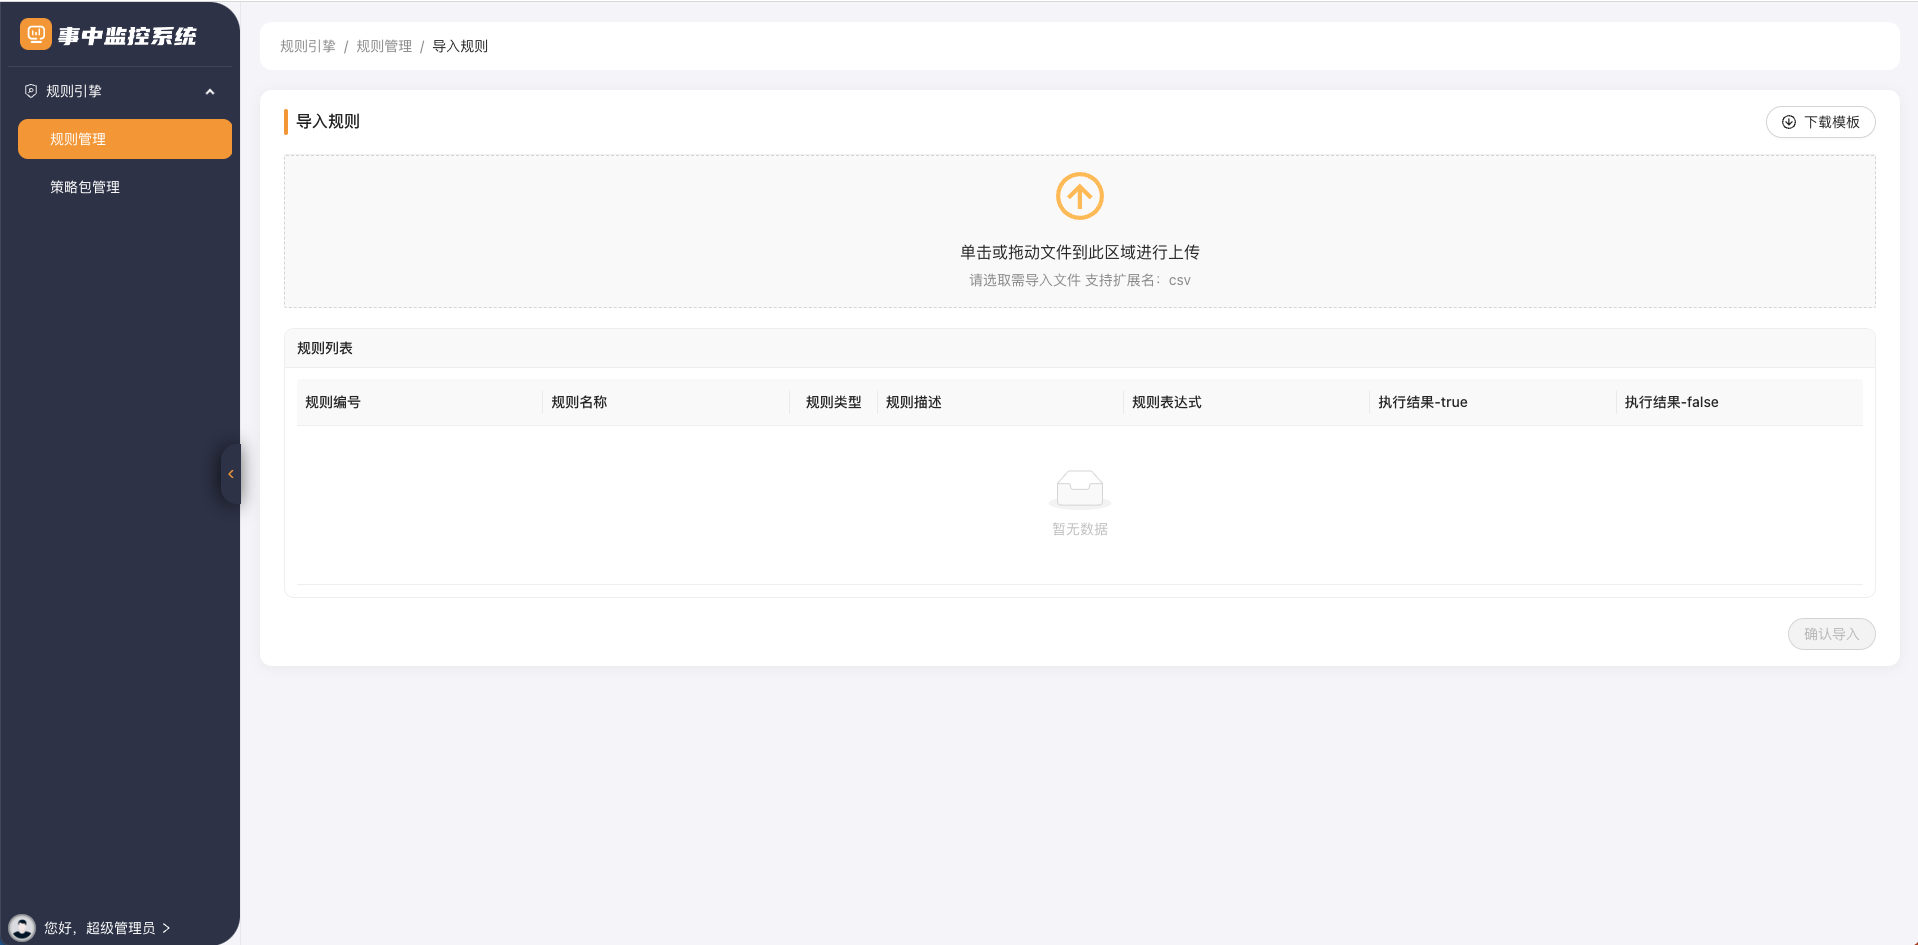 事中监控系统
规则引擎
规则管理
策略包管理
您好，超级管理员 >
规则引擎 / 规则管理 / 导入规则
导入规则
下载模板
单击或拖动文件到此区域进行上传
请选取需导入文件 支持扩展名：csv
规则列表
规则编号 规则名称 规则类型 规则描述 规则表达式 执行结果-true 执行结果-false
暂无数据
确认导入